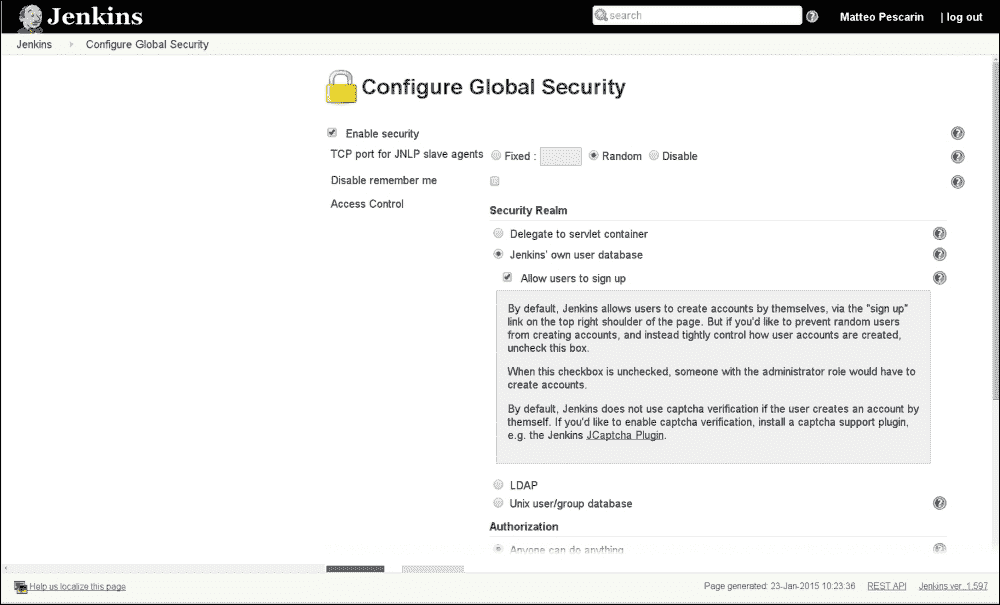 Jenkins
search
Matteo Pescarin
| log out
Jenkins
Configure Global Security
Configure Global Security
Enable security
TCP port for JNLP slave agents
Fixed :
Random
Disable
Disable remember me
Access Control
Security Realm
Delegate to servlet container
Jenkins' own user database
Allow users to sign up
By default, Jenkins allows users to create accounts by themselves, via the "sign up"
link on the top right shoulder of the page. But if you'd like to prevent random users
from creating accounts, and instead tightly control how user accounts are created,
uncheck this box.
When this checkbox is unchecked, someone with the administrator role would have to
create accounts.
By default, Jenkins does not use captcha verification if the user creates an account by
themself. If you'd like to enable captcha verification, install a captcha support plugin,
e.g. the Jenkins JCaptcha Plugin.
LDAP
Unix user/group database
Authorization
Anyone can do anything
Help us localize this page
Page generated: 23-Jan-2015 10:23:36
REST API
Jenkins ver. 1.597